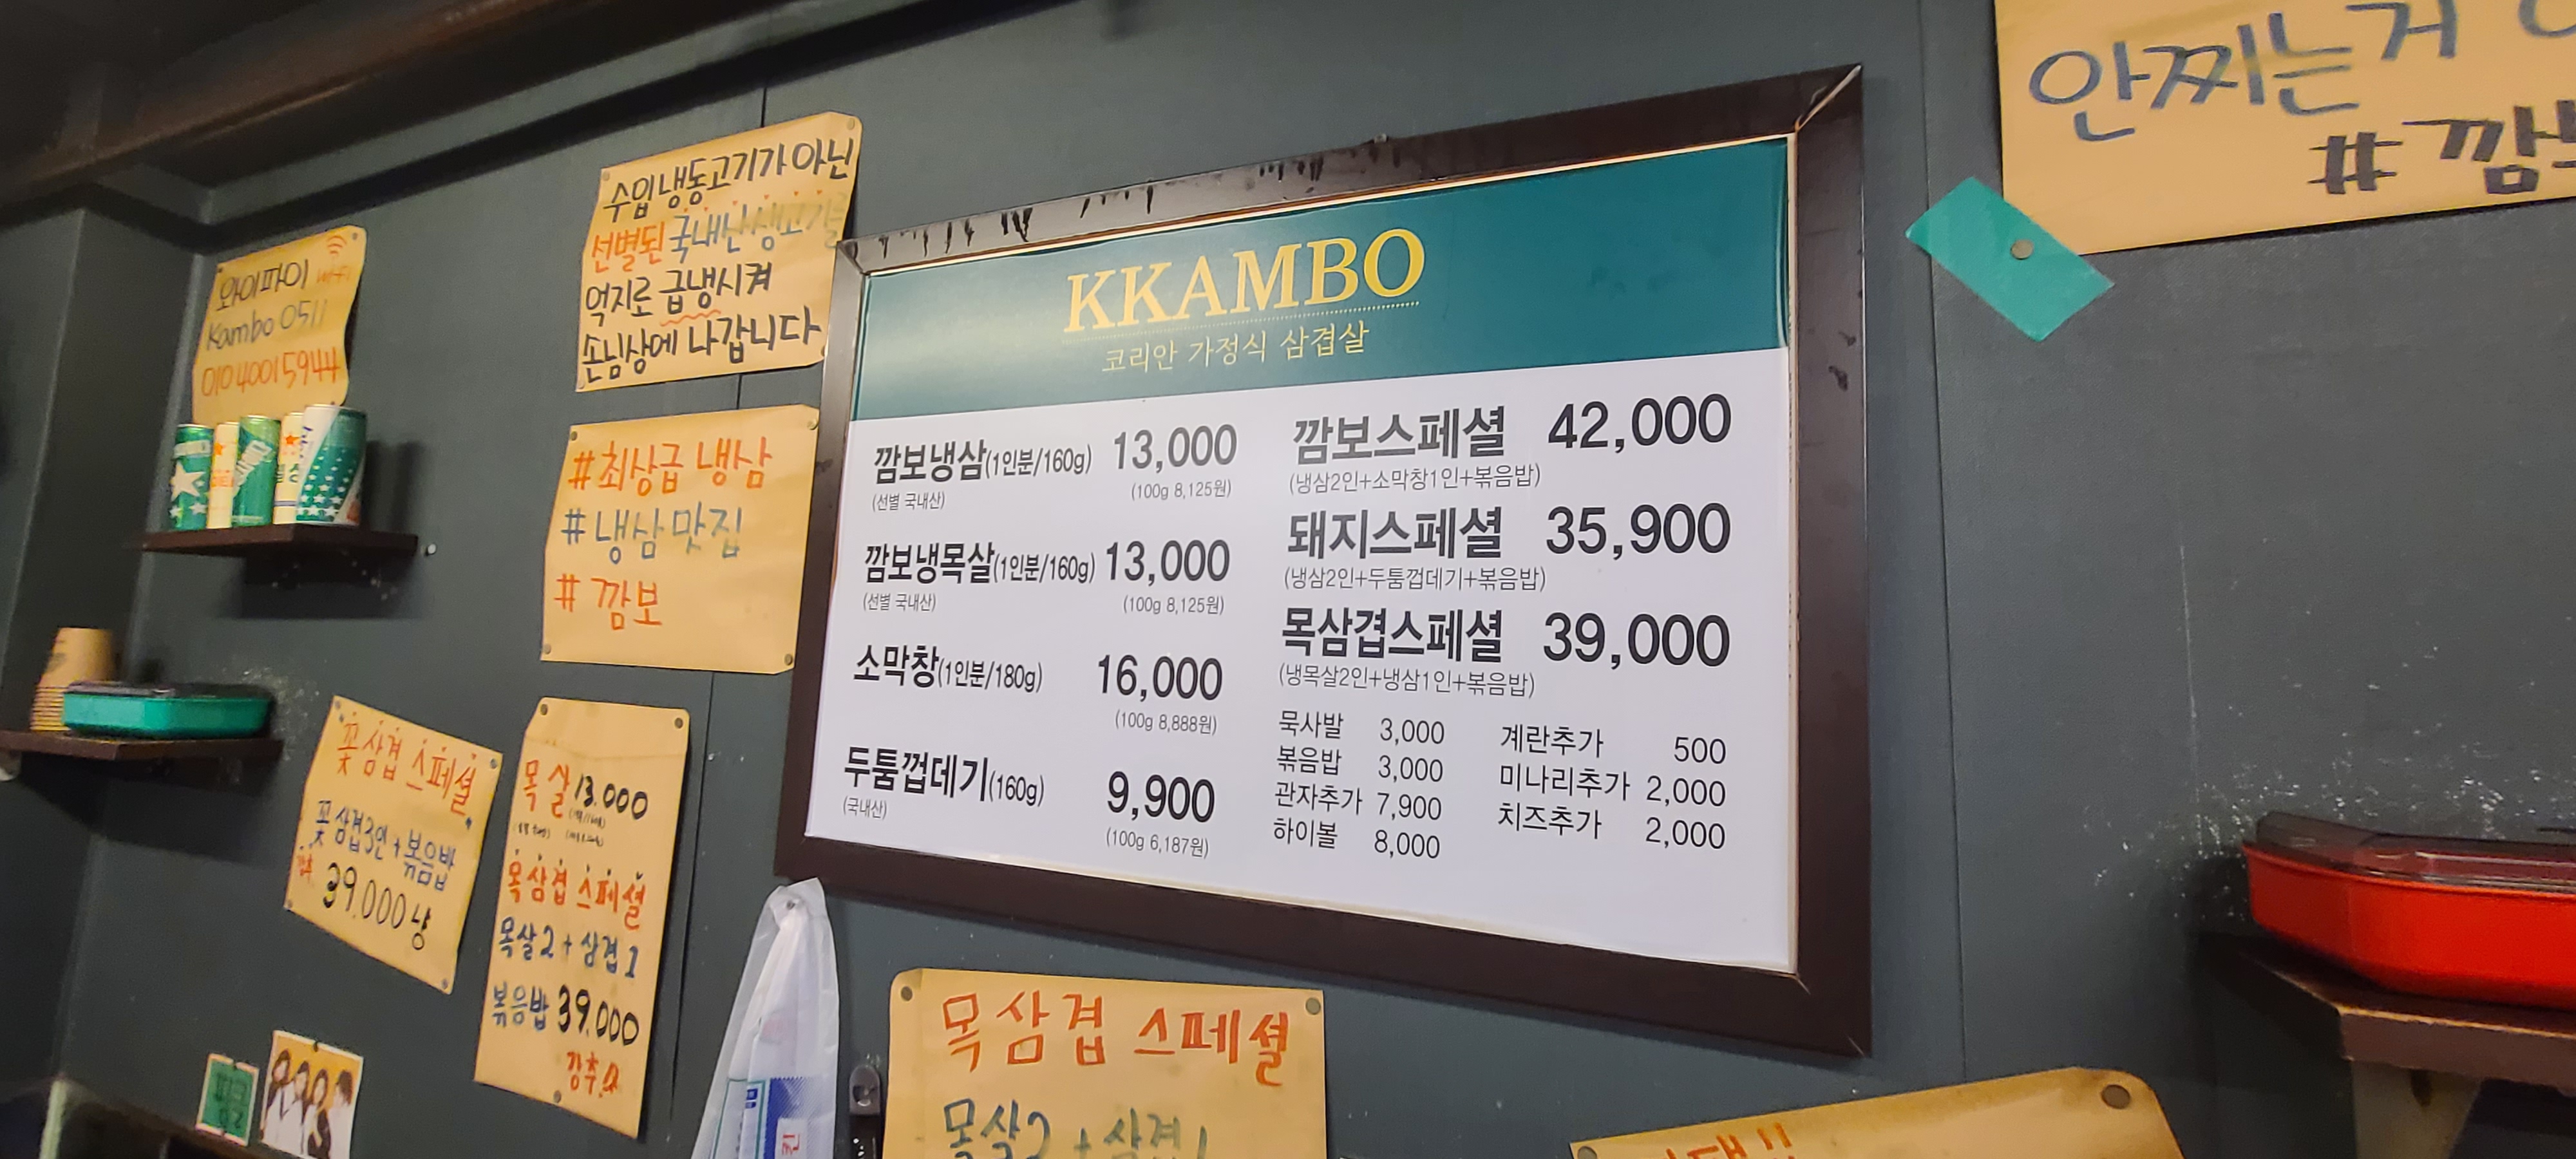 와이파이 WiFi
Kambo 0511
01040015944
수입 냉동고기가 아닌
선별된 국내산 생고기를
억지로 급냉시켜
손님상에 나갑니다
#최상급 냉삼
#냉삼맛집
#깜보
꽃삼겹 스페셜
꽃삼겹3인+볶음밥
강추 39.000냥
목살 13.000
목삼겹 스페셜
목살2+삼겹1
볶음밥 39.000
강추
KKAMBO
코리안 가정식 삼겹살
깜보냉삼(1인분/160g) 13,000
(선별 국내산) (100g 8,125원)
깜보냉목살(1인분/160g) 13,000
(선별 국내산) (100g 8,125원)
소막창(1인분/180g) 16,000
(100g 8,888원)
두툼껍데기(160g) 9,900
(국내산) (100g 6,187원)
깜보스페셜 42,000
(냉삼2인+소막창1인+볶음밥)
돼지스페셜 35,900
(냉삼2인+두툼껍데기+볶음밥)
목삼겹스페셜 39,000
(냉목살2인+냉삼1인+볶음밥)
묵사발 3,000
볶음밥 3,000
관자추가 7,900
하이볼 8,000
계란추가 500
미나리추가 2,000
치즈추가 2,000
안찌는거
#깜
목삼겹 스페셜
목살2+삼겹1